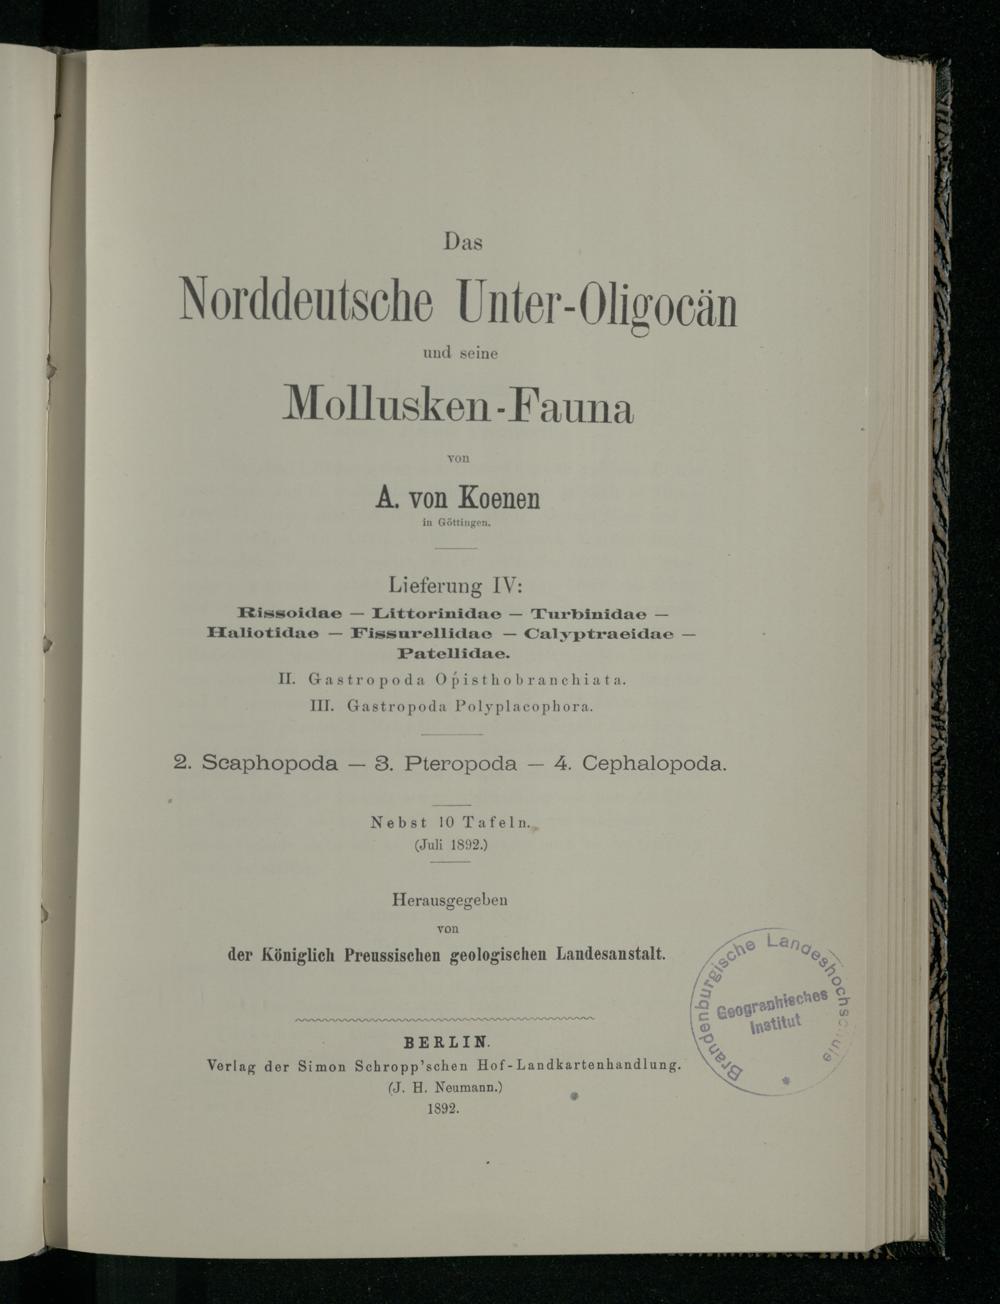 Das
Norddeutsche Unter-Oligocän
und seine
Mollusken-Fauna
von
A. von Koenen
in Göttingen.
Lieferung IV:
Rissoidae — Littorinidae — Turbinidae —
Haliotidae — Fissurellidae — Calyptraeidae —
Patellidae.
II. Gastropoda Opisthobranchiata.
III. Gastropoda Polyplacophora.
2. Scaphopoda — 3. Pteropoda — 4. Cephalopoda.
Nebst 10 Tafeln.
(Juli 1892.)
Herausgegeben
von
der Königlich Preussischen geologischen Landesanstalt.
Brandenburgische Landeshochschule
Geographisches
Institut
*
BERLIN.
Verlag der Simon Schropp'schen Hof-Landkartenhandlung.
(J. H. Neumann.)
1892.